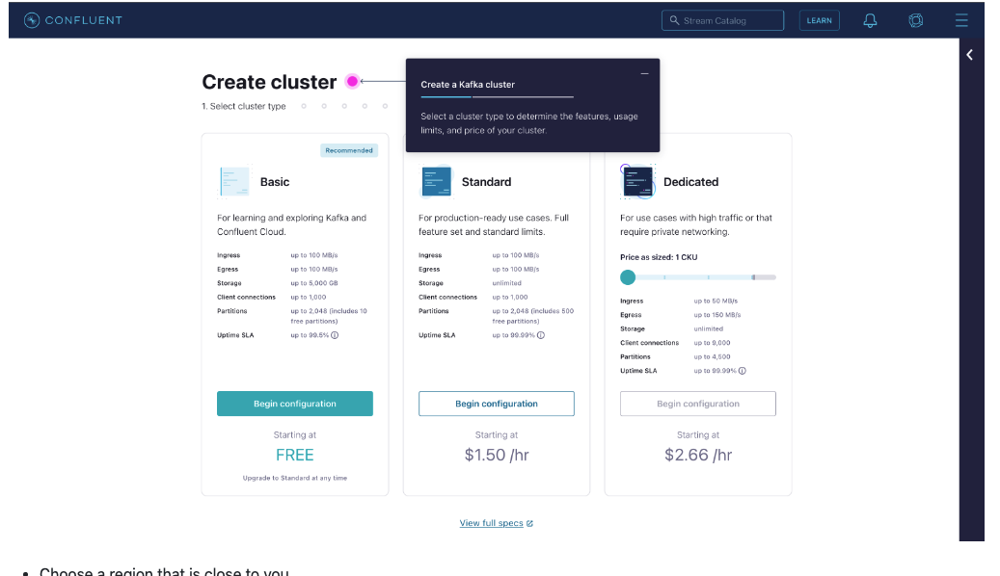 CONFLUENT
Stream Catalog
LEARN
Create cluster
1. Select cluster type
Create a Kafka cluster
Select a cluster type to determine the features, usage
limits, and price of your cluster.
Recommended
Basic
For learning and exploring Kafka and
Confluent Cloud.
Ingress up to 100 MB/s
Egress up to 100 MB/s
Storage up to 5,000 GB
Client connections up to 1,000
Partitions up to 2,048 (includes 10
free partitions)
Uptime SLA up to 99.5%
Begin configuration
Starting at
FREE
Upgrade to Standard at any time
Standard
For production-ready use cases. Full
feature set and standard limits.
Ingress up to 100 MB/s
Egress up to 100 MB/s
Storage unlimited
Client connections up to 1,000
Partitions up to 2,048 (includes 500
free partitions)
Uptime SLA up to 99.99%
Begin configuration
Starting at
$1.50 /hr
Dedicated
For use cases with high traffic or that
require private networking.
Price as sized: 1 CKU
Ingress up to 50 MB/s
Egress up to 150 MB/s
Storage unlimited
Client connections up to 9,000
Partitions up to 4,500
Uptime SLA up to 99.99%
Begin configuration
Starting at
$2.66 /hr
View full specs
• Choose a region that is close to you